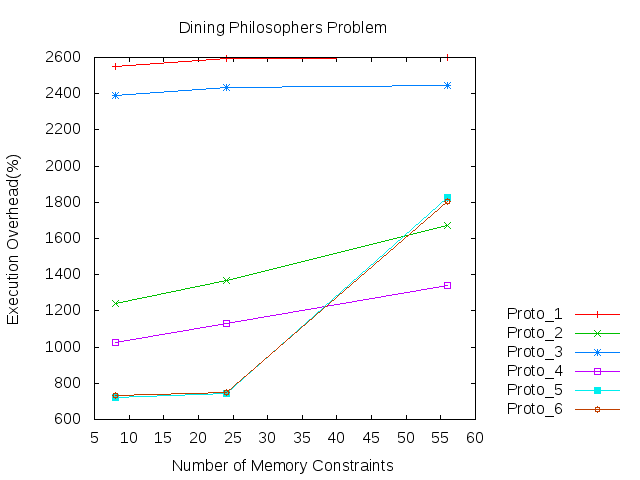 Dining Philosophers Problem
2600
2400
2200
2000
1800
1600
1400
1200
1000
800
600
Execution Overhead(%)
5 10 15 20 25 30 35 40 45 50 55 60
Number of Memory Constraints
Proto_1
Proto_2
Proto_3
Proto_4
Proto_5
Proto_6